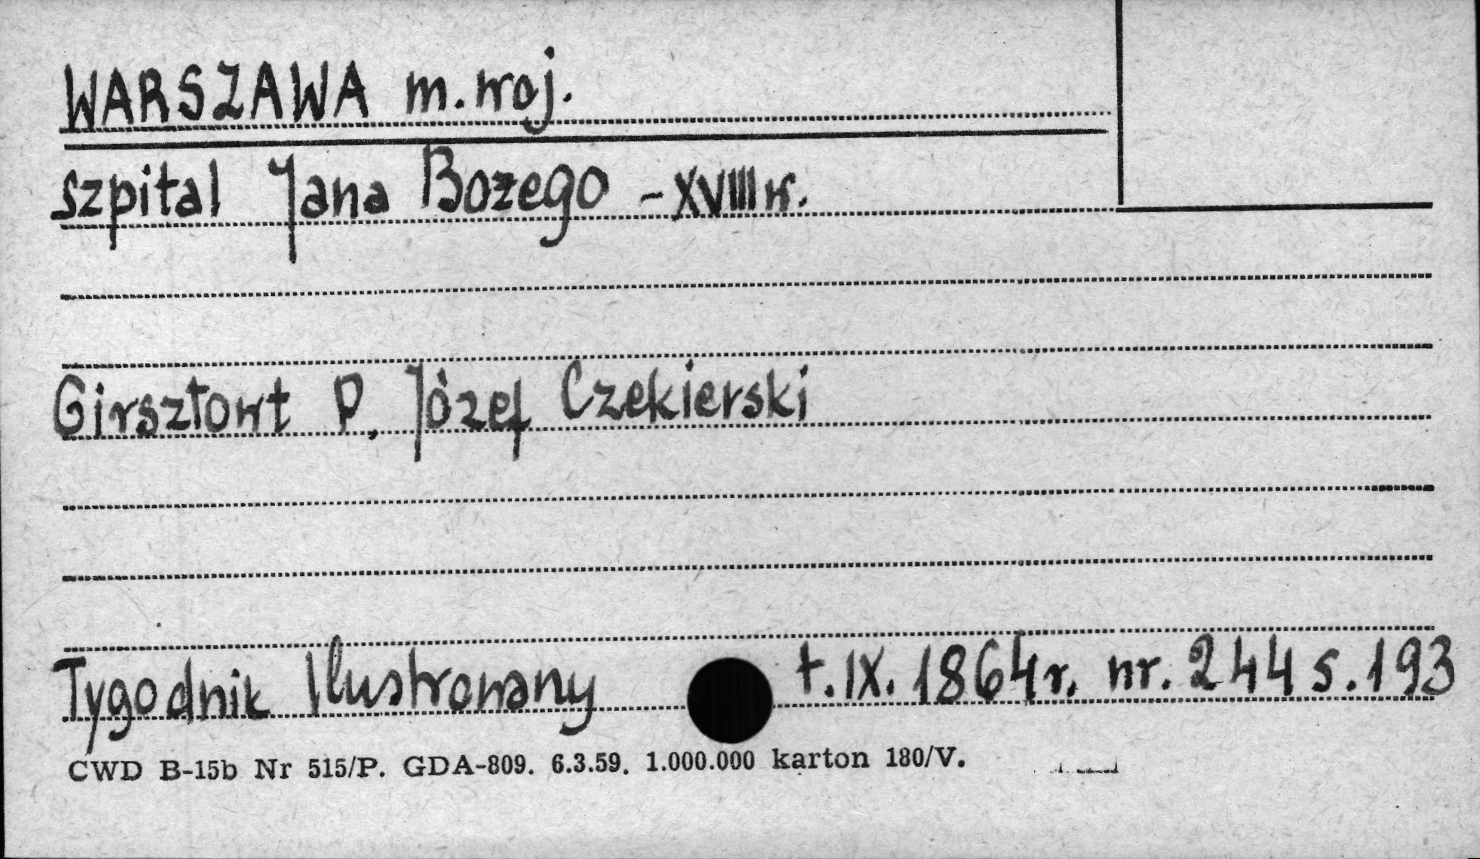 WARSZAWA m. woj.
szpital Jana Bożego - XVIII w.
Girsztowt P. Józef Czekierski
Tygodnik Ilustrowany t. IX. 1864 r. nr. 244 s. 193
CWD B-15b Nr 515/P. GDA-809. 6.3.59. 1.000.000 karton 180/V.